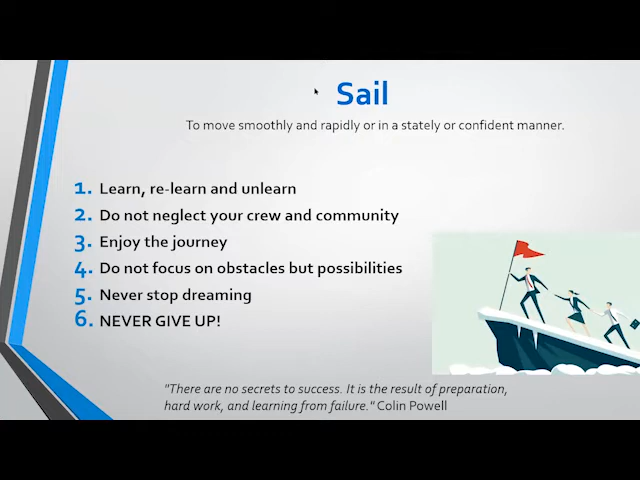 Sail
To move smoothly and rapidly or in a stately or confident manner.
1. Learn, re-learn and unlearn
2. Do not neglect your crew and community
3. Enjoy the journey
4. Do not focus on obstacles but possibilities
5. Never stop dreaming
6. NEVER GIVE UP!
"There are no secrets to success. It is the result of preparation,
hard work, and learning from failure." Colin Powell